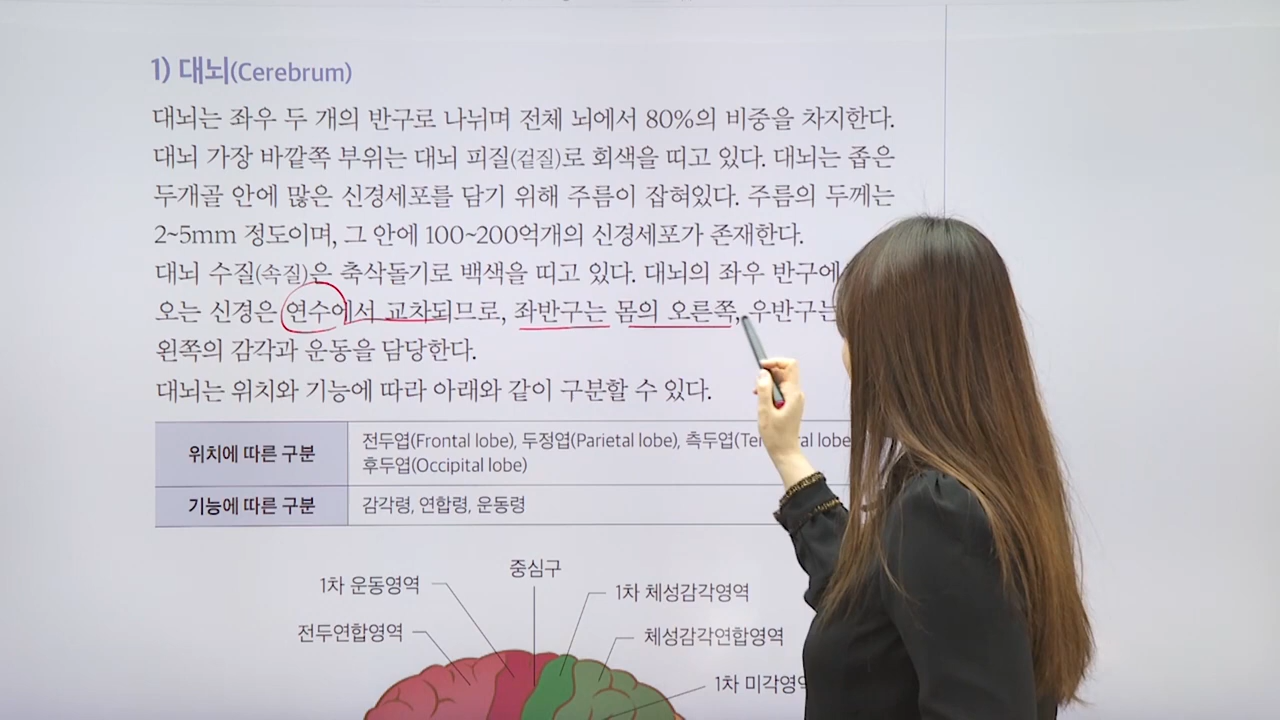 1) 대뇌(Cerebrum)
대뇌는 좌우 두 개의 반구로 나뉘며 전체 뇌에서 80%의 비중을 차지한다.
대뇌 가장 바깥쪽 부위는 대뇌 피질(겉질)로 회색을 띠고 있다. 대뇌는 좁은
두개골 안에 많은 신경세포를 담기 위해 주름이 잡혀있다. 주름의 두께는
2~5mm 정도이며, 그 안에 100~200억개의 신경세포가 존재한다.
대뇌 수질(속질)은 축삭돌기로 백색을 띠고 있다. 대뇌의 좌우 반구에
오는 신경은 연수에서 교차되므로, 좌반구는 몸의 오른쪽, 우반구는
왼쪽의 감각과 운동을 담당한다.
대뇌는 위치와 기능에 따라 아래와 같이 구분할 수 있다.
위치에 따른 구분
전두엽(Frontal lobe), 두정엽(Parietal lobe), 측두엽( lobe
후두엽(Occipital lobe)
기능에 따른 구분
감각령, 연합령, 운동령
중심구
1차 운동영역
1차 체성감각영역
전두연합영역
체성감각연합영역
1차 미각영역